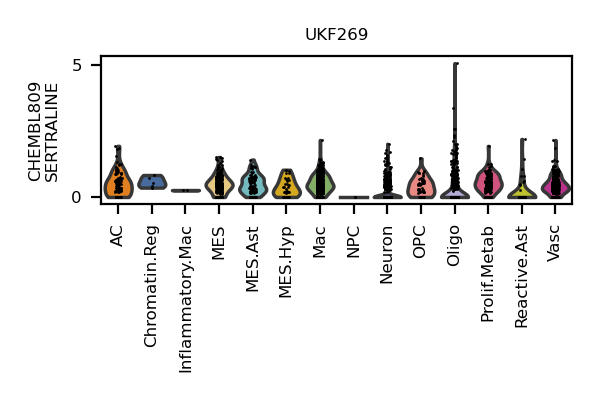 UKF269
CHEMBL809
SERTRALINE
5
0
AC
Chromatin.Reg
Inflammatory.Mac
MES
MES.Ast
MES.Hyp
Mac
NPC
Neuron
OPC
Oligo
Prolif.Metab
Reactive.Ast
Vasc